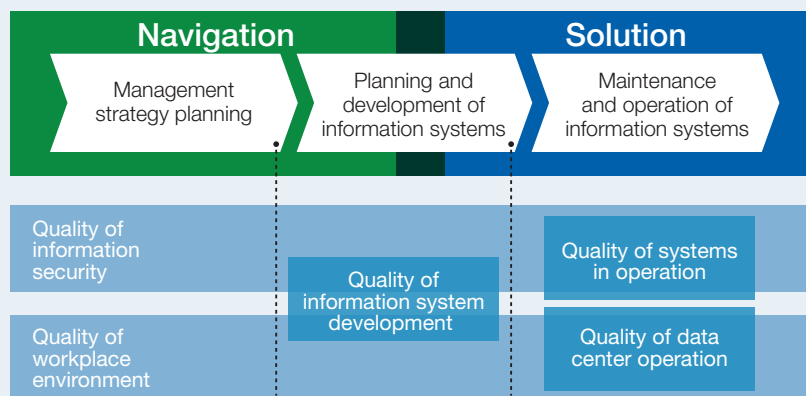 Navigation
Solution
Management
strategy planning
Planning and
development of
information systems
Maintenance
and operation of
information systems
Quality of
information
security
Quality of
workplace
environment
Quality of
information system
development
Quality of systems
in operation
Quality of data
center operation